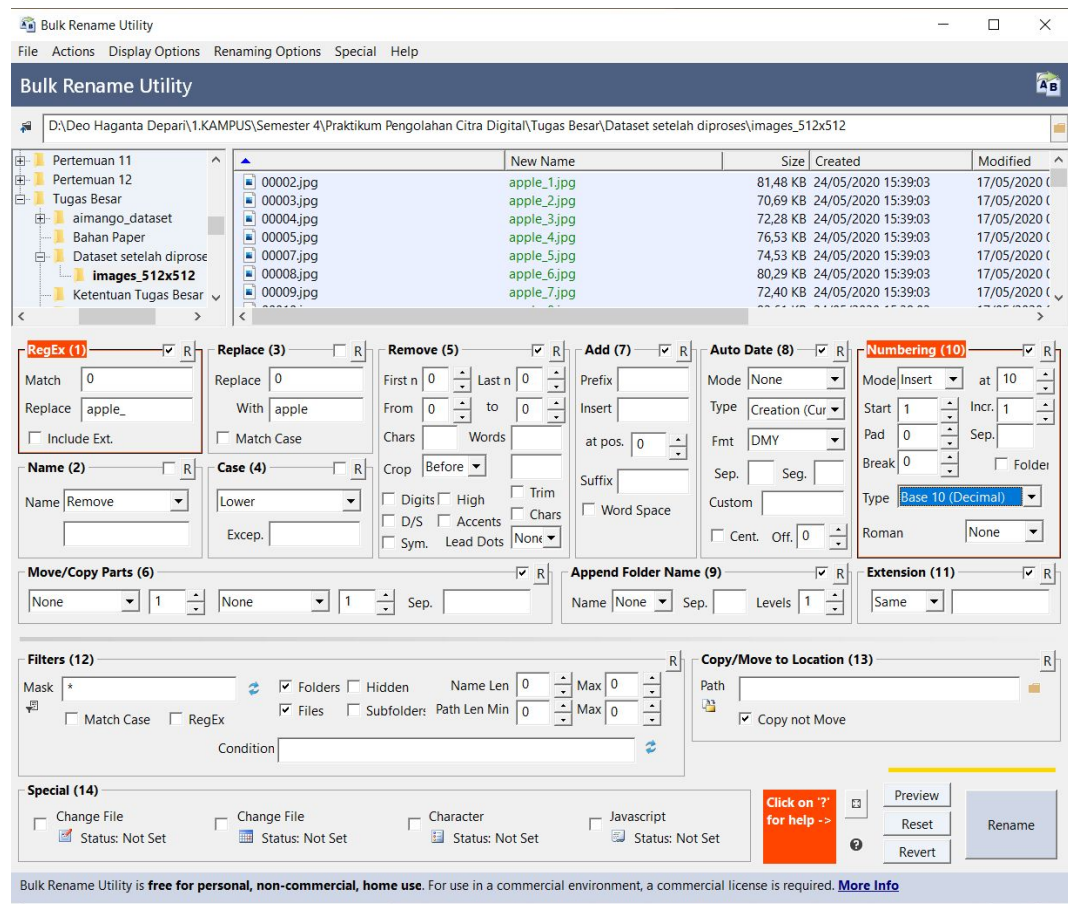 Bulk Rename Utility
File Actions Display Options Renaming Options Special Help
Bulk Rename Utility
D:\Deo Haganta Depari\1.KAMPUS\Semester 4\Praktikum Pengolahan Citra Digital\Tugas Besar\Dataset setelah diproses\images_512x512
Pertemuan 11
Pertemuan 12
Tugas Besar
aimango_dataset
Bahan Paper
Dataset setelah diprose
images_512x512
Ketentuan Tugas Besar
New Name Size Created Modified
00002.jpg apple_1.jpg 81,48 KB 24/05/2020 15:39:03 17/05/2020
00003.jpg apple_2.jpg 70,69 KB 24/05/2020 15:39:03 17/05/2020
00004.jpg apple_3.jpg 72,28 KB 24/05/2020 15:39:03 17/05/2020
00005.jpg apple_4.jpg 76,53 KB 24/05/2020 15:39:03 17/05/2020
00007.jpg apple_5.jpg 74,53 KB 24/05/2020 15:39:03 17/05/2020
00008.jpg apple_6.jpg 80,29 KB 24/05/2020 15:39:03 17/05/2020
00009.jpg apple_7.jpg 72,40 KB 24/05/2020 15:39:03 17/05/2020
RegEx (1) R
Match 0
Replace apple_
Include Ext.
Name (2) R
Name Remove
Replace (3) R
Replace 0
With apple
Match Case
Case (4) R
Lower
Excep.
Remove (5) R
First n 0 Last n 0
From 0 to 0
Chars Words
Crop Before
Digits High Trim
D/S Accents Chars
Sym. Lead Dots None
Add (7) R
Prefix
Insert
at pos. 0
Suffix
Word Space
Auto Date (8) R
Mode None
Type Creation (Cur
Fmt DMY
Sep. Seg.
Custom
Cent. Off. 0
Numbering (10) R
Mode Insert at 10
Start 1 Incr. 1
Pad 0 Sep.
Break 0 Folder
Type Base 10 (Decimal)
Roman None
Move/Copy Parts (6) R
None 1 None 1 Sep.
Append Folder Name (9) R
Name None Sep. Levels 1
Extension (11) R
Same
Filters (12) R
Mask * Folders Hidden Name Len 0 Max 0
Match Case RegEx Files Subfolders Path Len Min 0 Max 0
Condition
Copy/Move to Location (13) R
Path
Copy not Move
Special (14)
Change File Change File Character Javascript
Status: Not Set Status: Not Set Status: Not Set Status: Not Set
Click on '?'
for help ->
Preview
Reset
Revert
Rename
Bulk Rename Utility is free for personal, non-commercial, home use. For use in a commercial environment, a commercial license is required. More Info